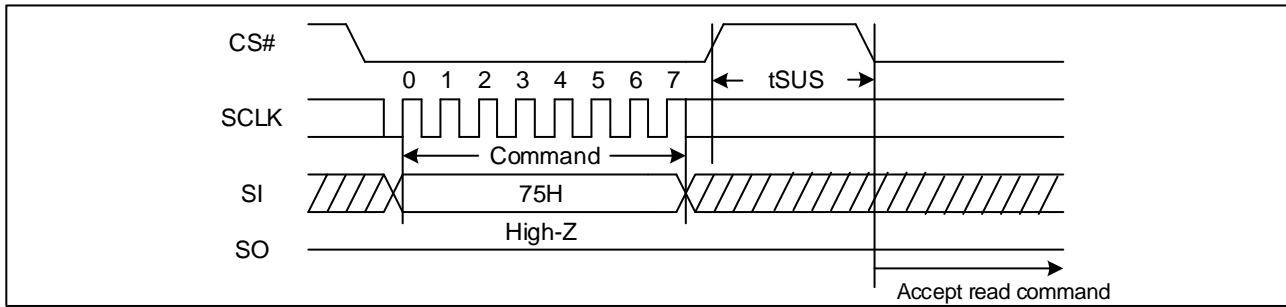 CS#
tSUS
0 1 2 3 4 5 6 7
SCLK
Command
SI
75H
High-Z
SO
Accept read command